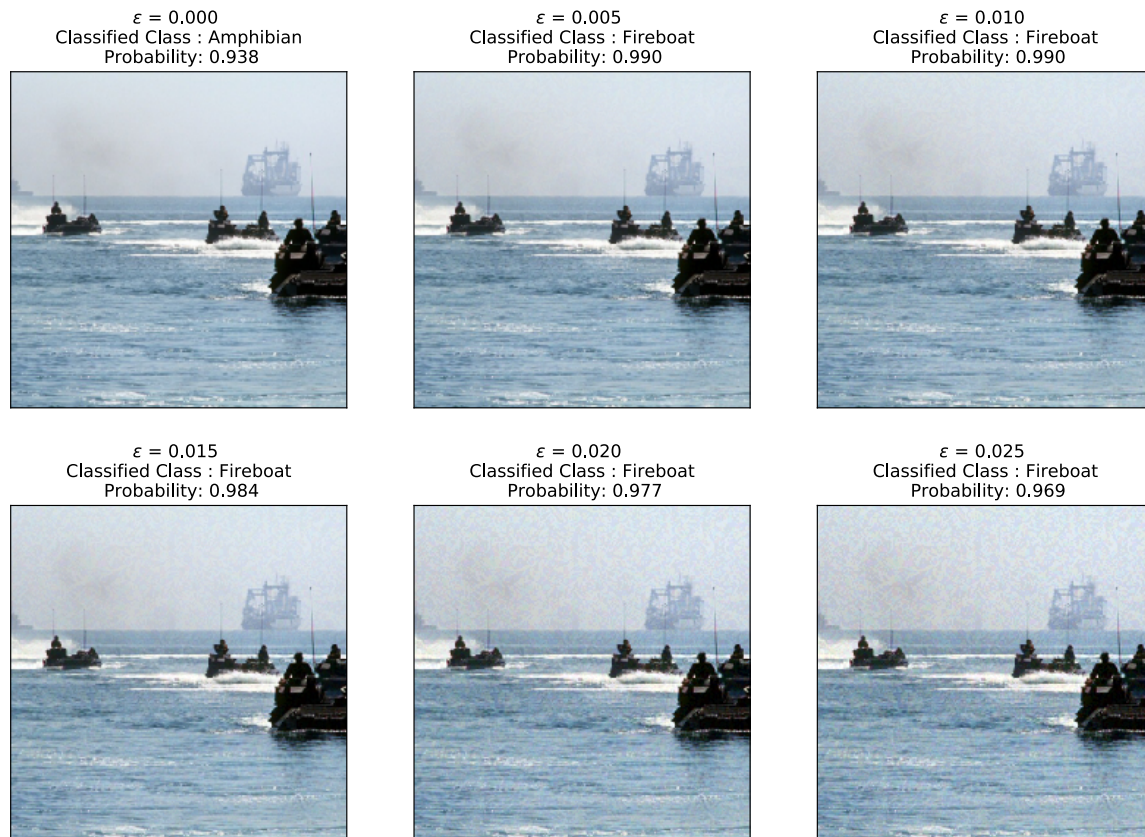 ε = 0.000
Classified Class : Amphibian
Probability: 0.938
ε = 0.005
Classified Class : Fireboat
Probability: 0.990
ε = 0.010
Classified Class : Fireboat
Probability: 0.990
ε = 0.015
Classified Class : Fireboat
Probability: 0.984
ε = 0.020
Classified Class : Fireboat
Probability: 0.977
ε = 0.025
Classified Class : Fireboat
Probability: 0.969